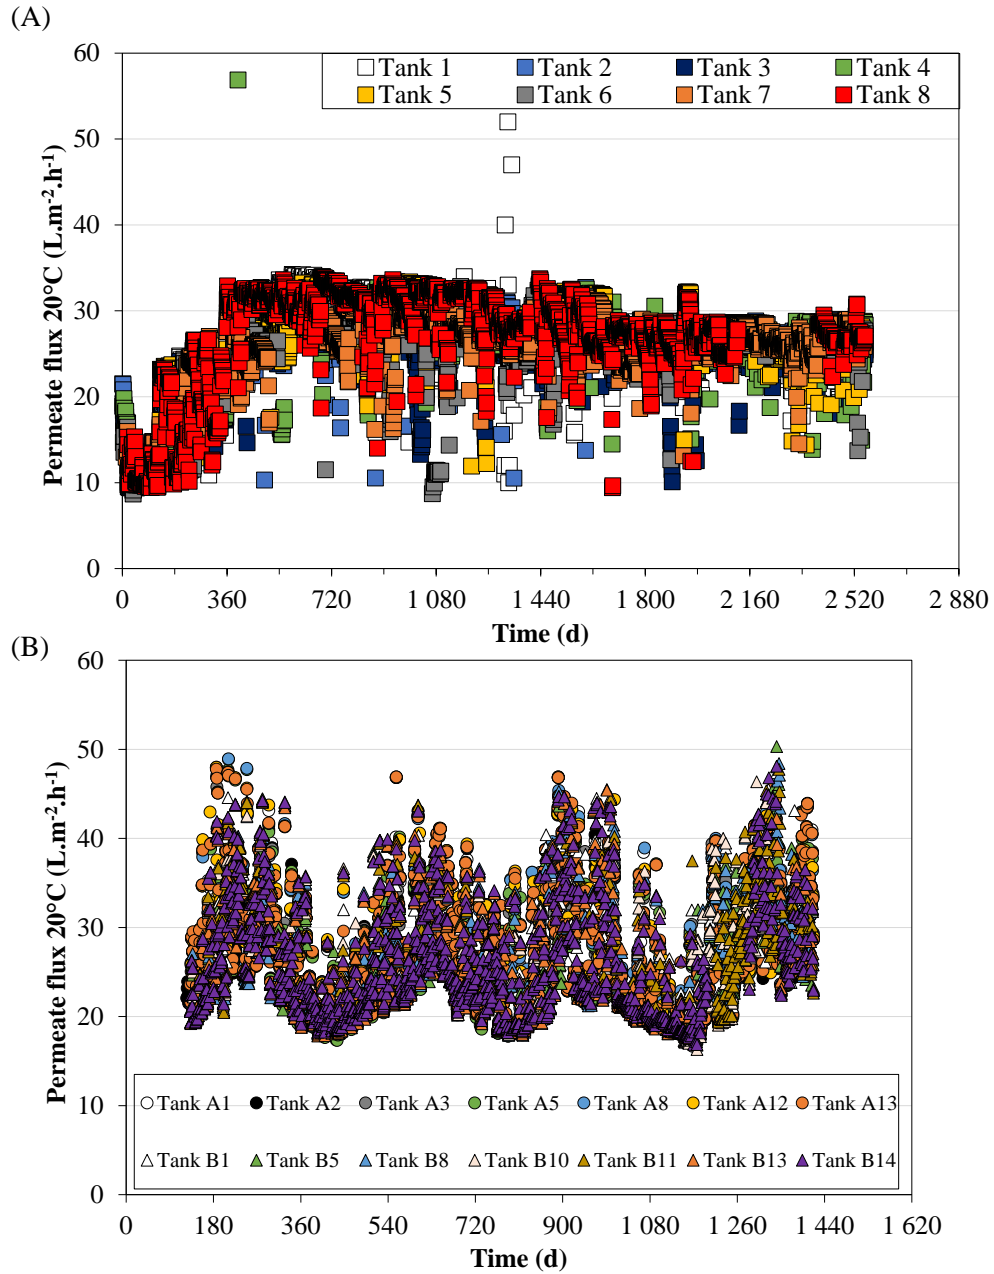 (A)
60
50
40
30
20
10
0
Permeate flux 20°C (L.m-2.h-1)
Tank 1 Tank 2 Tank 3 Tank 4
Tank 5 Tank 6 Tank 7 Tank 8
0 360 720 1 080 1 440 1 800 2 160 2 520 2 880
Time (d)
(B)
60
50
40
30
20
10
0
Permeate flux 20°C (L.m-2.h-1)
Tank A1 Tank A2 Tank A3 Tank A5 Tank A8 Tank A12 Tank A13
Tank B1 Tank B5 Tank B8 Tank B10 Tank B11 Tank B13 Tank B14
0 180 360 540 720 900 1 080 1 260 1 440 1 620
Time (d)